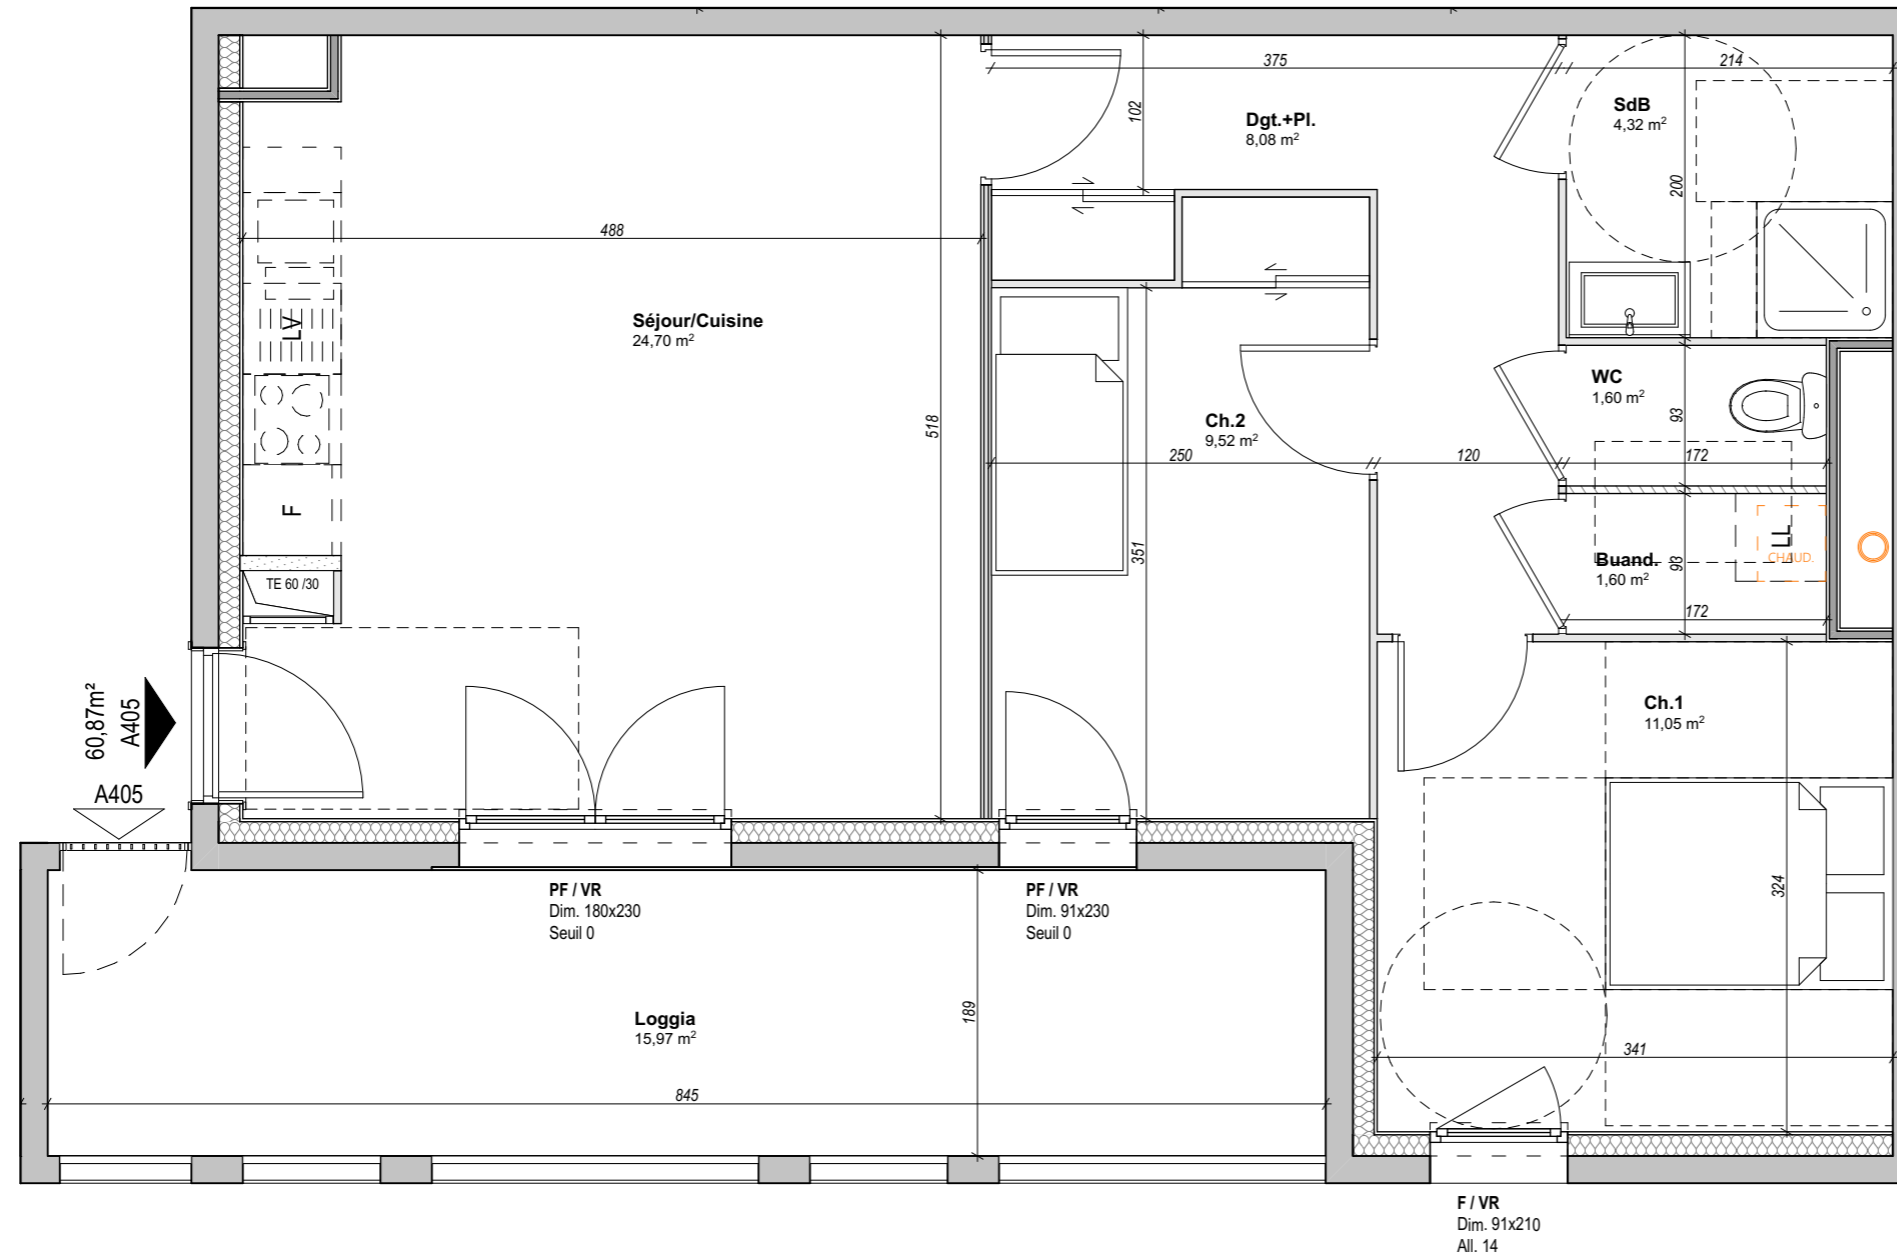 375
214
102
Dgt.+Pl.
8,08 m²
SdB
4,32 m²
200
488
Séjour/Cuisine
24,70 m²
LV
518
WC
1,60 m²
93
Ch.2
9,52 m²
250
120
172
F
351
LL
CHAUD.
Buand.
1,60 m²
93
TE 60 /30
172
60,87m²
A405
A405
Ch.1
11,05 m²
324
PF / VR
Dim. 180x230
Seuil 0
PF / VR
Dim. 91x230
Seuil 0
Loggia
15,97 m²
189
341
845
F / VR
Dim. 91x210
All. 14